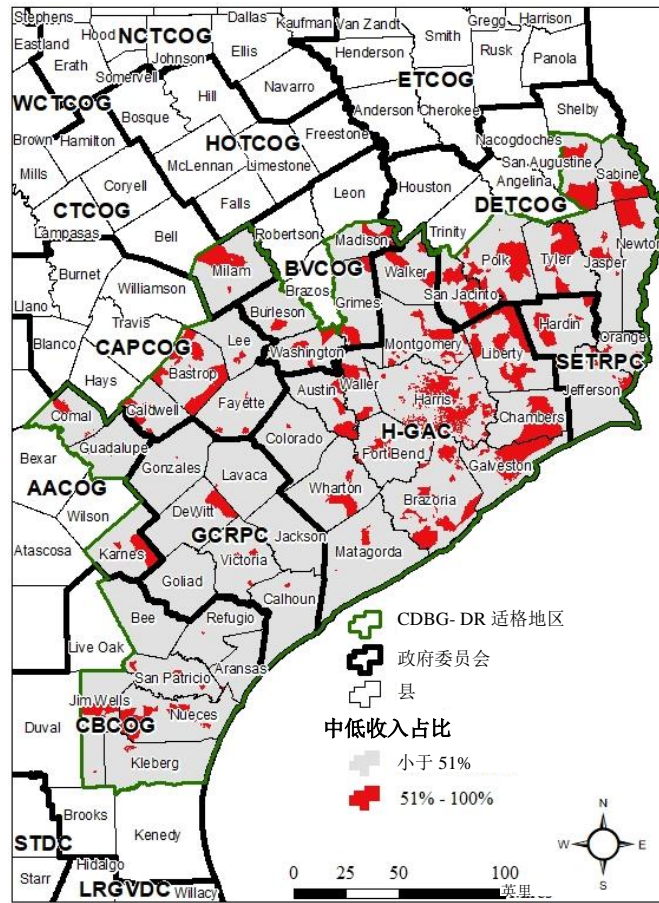 Stephens
Hood
NCTCOG
Dallas
Kaufman
Van Zandt
Smith
Gregg
Harrison
Eastland
Erath
Johnson
Ellis
Henderson
Rusk
Panola
Somervell
Navarro
ETCOG
WCTCOG
Bosque
Hill
Anderson
Cherokee
Shelby
Brown
Hamilton
HOTCOG
Freestone
Nacogdoches
San Augustine
Sabine
Mills
McLennan
Limestone
Angelina
Coryell
Leon
Houston
CTCOG
Falls
DETCOG
Lampasas
Bell
Robertson
Madison
Trinity
Newton
Burnet
Milam
BVCOG
Walker
Polk
Tyler
Jasper
Llano
Williamson
Brazos
Grimes
San Jacinto
Travis
Burleson
Hardin
Blanco
CAPCOG
Lee
Washington
Montgomery
Liberty
Orange
Hays
Bastrop
SETRPC
Austin
Waller
Harris
Jefferson
Comal
Caldwell
Fayette
Chambers
Guadalupe
Colorado
H-GAC
Bexar
Gonzales
Fort Bend
Galveston
AACOG
Lavaca
Wharton
Wilson
DeWitt
Brazoria
GCRPC
Jackson
Atascosa
Karnes
Victoria
Matagorda
Goliad
Calhoun
Bee
Refugio
Live Oak
Aransas
San Patricio
Jim Wells
Nueces
Duval
CBCOG
Kleberg
Brooks
STDC
Kenedy
Hidalgo
Starr
LRGVDC
Willacy
CDBG- DR 适格地区
政府委员会
县
中低收入占比
小于 51%
51% - 100%
N
W
E
S
0 25 50 100
英里